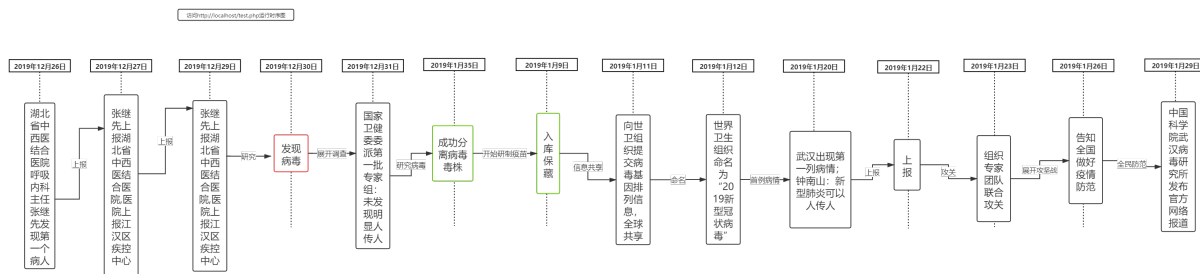 访问http://localhost/test.php运行时序图
2019年12月26日
2019年12月27日
2019年12月29日
2019年12月30日
2019年12月31日
2019年1月35日
2019年1月9日
2019年1月11日
2019年1月12日
2019年1月20日
2019年1月22日
2019年1月23日
2019年1月26日
2019年1月29日
湖北
省中
西医
结合
医院
呼吸
内科
主任
张继
先发
现第
一个
病人
上报
张继
先上
报湖
北省
中西
医结
合医
院,医
院上
报江
汉区
疾控
中心
上报
张继
先上
报湖
北省
中西
医结
合医
院,医
院上
报江
汉区
疾控
中心
研究
发现
病毒
展开调查
国家
卫健
委委
派第
一批
专家
组：未
发现
明显
人传
人
研究病毒
成功分
离病毒
毒株
开始研制疫苗
入
库
保
藏
信息共享
向世
卫组
织提
交病
毒基
因排
列信
息，
全球
共享
命名
世界
卫生
组织
命名
为
“20
19新
型冠
状病
毒”
首例病情
武汉出现第
一列病情；
钟南山：新
型肺炎可以
人传人
上报
上
报
攻关
组织
专家
团队
联合
攻关
展开攻坚战
告知
全国
做好
疫情
防范
全民防范
中国
科学
院武
汉病
毒研
究所
发布
官方
网络
报道